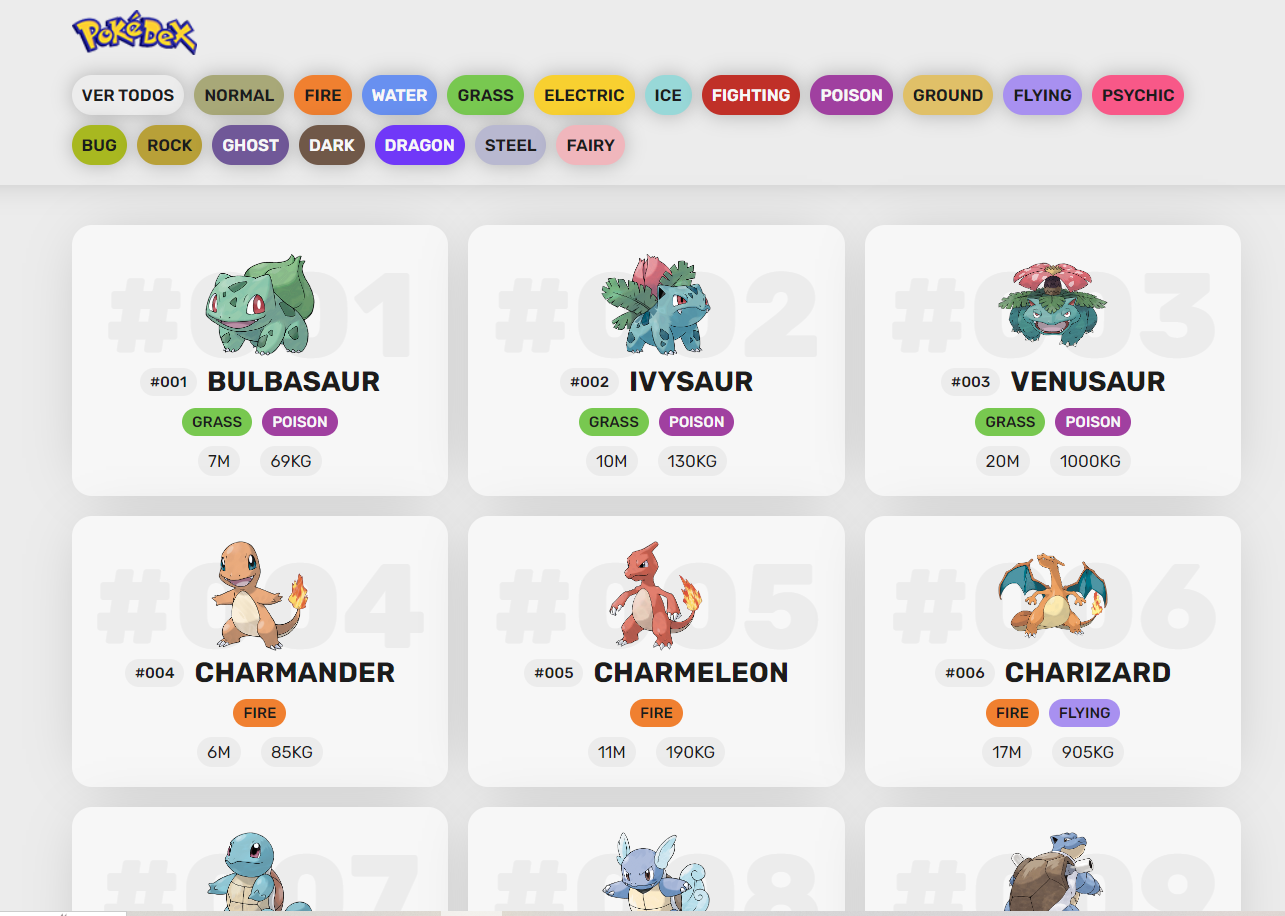 PokéDex
VER TODOS NORMAL FIRE WATER GRASS ELECTRIC ICE FIGHTING POISON GROUND FLYING PSYCHIC
BUG ROCK GHOST DARK DRAGON STEEL FAIRY
#001 #002 #003
#001 BULBASAUR #002 IVYSAUR #003 VENUSAUR
GRASS POISON GRASS POISON GRASS POISON
7M 69KG 10M 130KG 20M 1000KG
#004 #005 #006
#004 CHARMANDER #005 CHARMELEON #006 CHARIZARD
FIRE FIRE FIRE FLYING
6M 85KG 11M 190KG 17M 905KG
#007 #008 #009